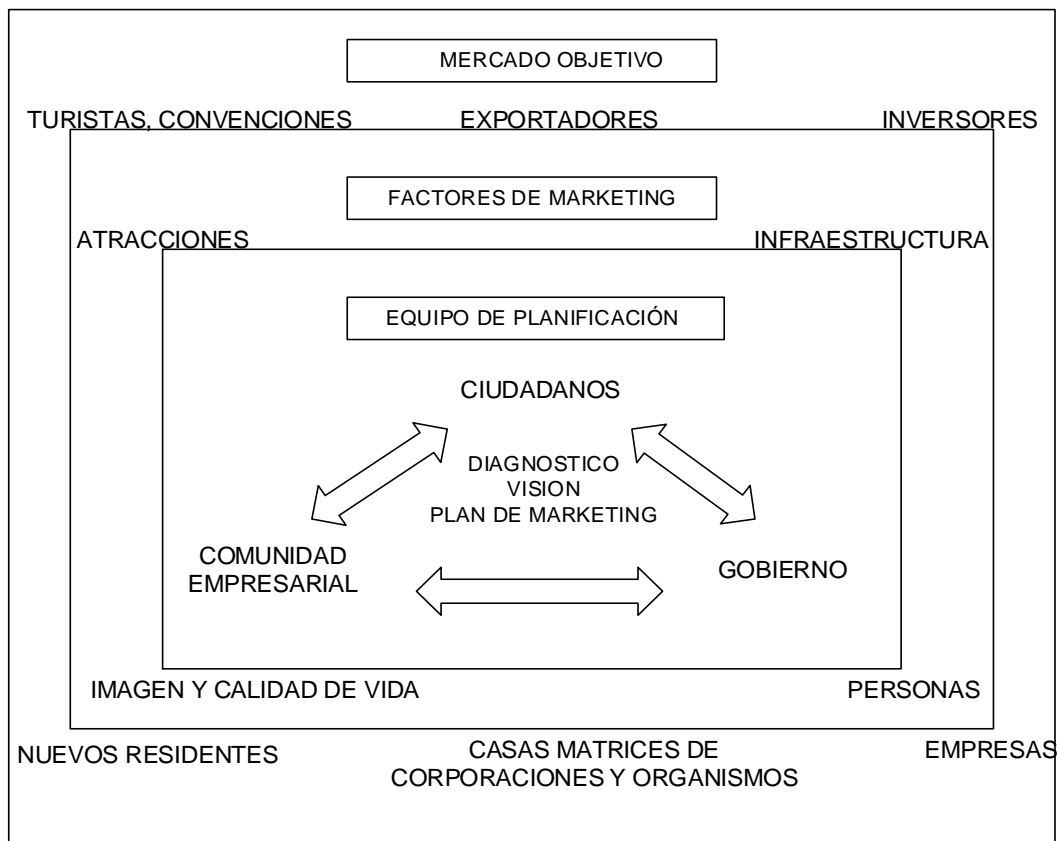 MERCADO OBJETIVO
TURISTAS, CONVENCIONES
EXPORTADORES
INVERSORES
FACTORES DE MARKETING
ATRACCIONES
INFRAESTRUCTURA
EQUIPO DE PLANIFICACIÓN
CIUDADANOS
DIAGNOSTICO
VISION
PLAN DE MARKETING
COMUNIDAD
EMPRESARIAL
GOBIERNO
IMAGEN Y CALIDAD DE VIDA
PERSONAS
NUEVOS RESIDENTES
CASAS MATRICES DE
CORPORACIONES Y ORGANISMOS
EMPRESAS